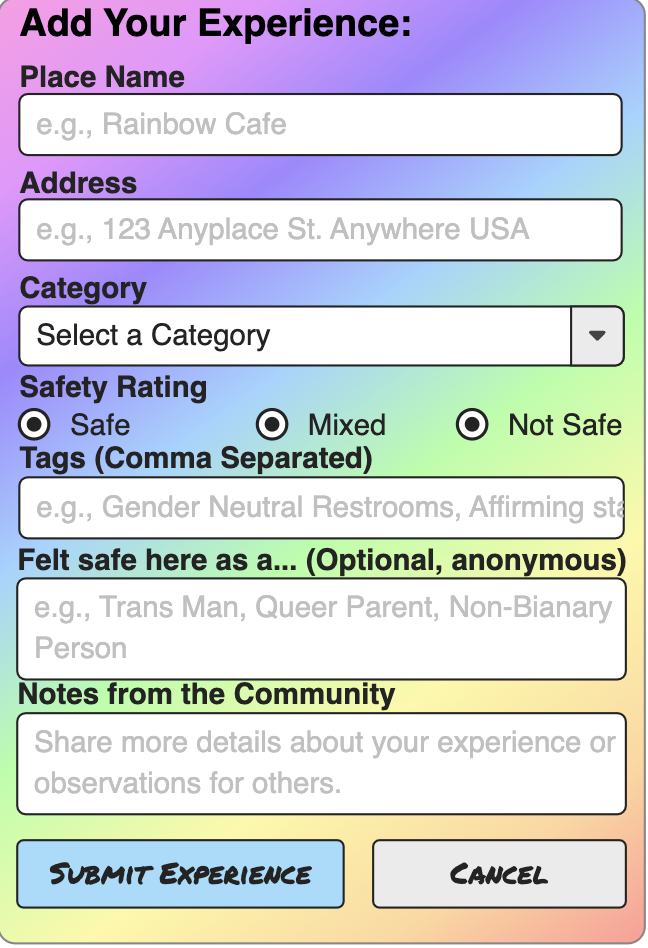 Add Your Experience:
Place Name
e.g., Rainbow Cafe
Address
e.g., 123 Anyplace St. Anywhere USA
Category
Select a Category
Safety Rating
Safe Mixed Not Safe
Tags (Comma Separated)
e.g., Gender Neutral Restrooms, Affirming sta
Felt safe here as a... (Optional, anonymous)
e.g., Trans Man, Queer Parent, Non-Bianary
Person
Notes from the Community
Share more details about your experience or
observations for others.
Submit Experience Cancel